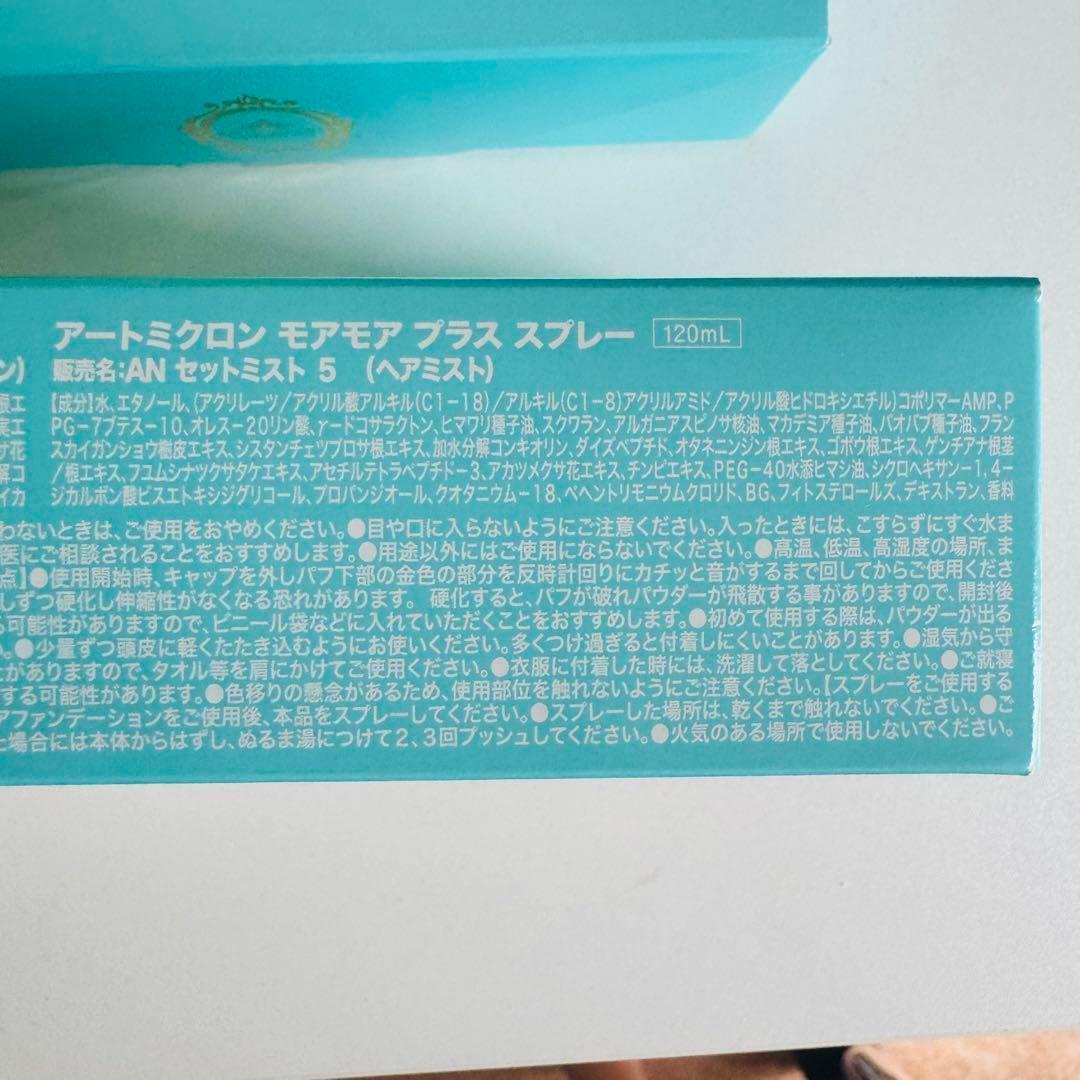 アートミクロン モアモア プラス スプレー 120mL
ン) 販売名:AN セットミスト 5 (ヘアミスト)
エ 【成分】水、エタノール、(アクリレーツ/アクリル酸アルキル(C1-18)/アルキル(C1-8)アクリルアミド/アクリル酸ヒドロキシエチル)コポリマーAMP、P
エ PG-7ブテス-10、オレス-20リン酸、γ-ドコサラクトン、ヒマワリ種子油、スクワラン、アルガニアスピノサ核油、マカデミア種子油、バオバブ種子油、フラン
サ花 スカイガンショウ樹皮エキス、システンチェツブロサ根エキス、加水分解コンキオリン、ダイズペプチド、オタネニンジン根エキス、ゴボウ根エキス、ゲンチアナ根茎
解コ /根エキス、フユムシナツクサタケエキス、アセチルテトラペプチド-3、アカツメクサ花エキス、チンピエキス、PEG-40水添ヒマシ油、シクロヘキサン-1,4-
イカ ジカルボン酸ビスエトキシジグリコール、プロパンジオール、クオタニウム-18、ベヘントリモニウムクロリド、BG、フィトステロールズ、デキストラン、香料
わないときは、ご使用をおやめください。●目や口に入らないようにご注意ください。入ったときには、こすらずにすぐ水ま
医にご相談されることをおすすめします。●用途以外にはご使用にならないでください。●高温、低温、高湿度の場所、ま
点】●使用開始時、キャップを外しパフ下部の金色の部分を反時計回りにカチッと音がするまで回してからご使用くださ
しずつ硬化し伸縮性がなくなる恐れがあります。 硬化すると、パフが破れパウダーが飛散する事がありますので、開封後
る可能性がありますので、ビニール袋などに入れていただくことをおすすめします。●初めて使用する際は、パウダーが出る
ん。●少量ずつ頭皮に軽くたたき込むようにお使いください。多くつけ過ぎると付着しにくいことがあります。●湿気から守
とがありますので、タオル等を肩にかけてご使用ください。●衣服に付着した時には、洗濯して落としてください。●ご就寝
する可能性があります。●色移りの懸念があるため、使用部位を触れないようにご注意ください。【スプレーをご使用する
アファンデーションをご使用後、本品をスプレーしてください。●スプレーした場所は、乾くまで触れないでください。●ご
た場合には本体からはずし、ぬるま湯につけて2、3回プッシュしてください。●火気のある場所で使用しないでください。